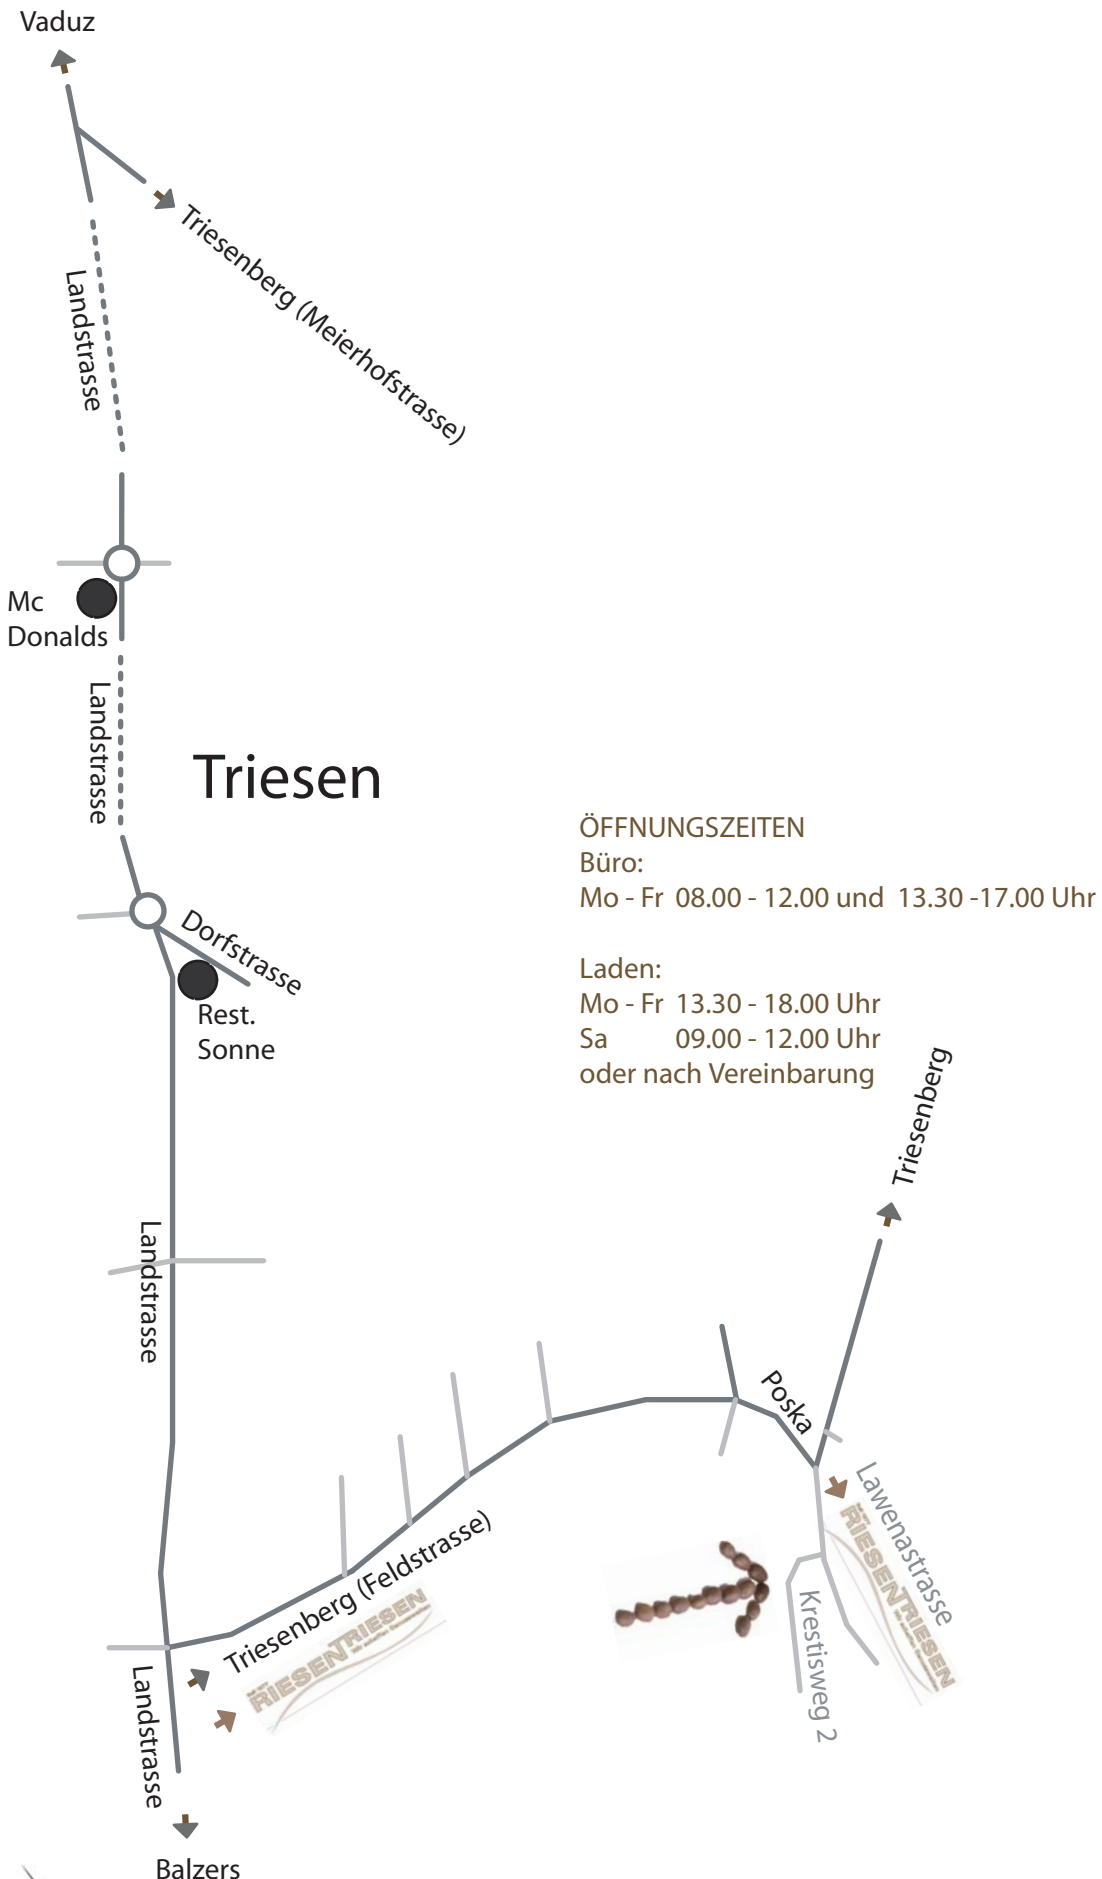 Vaduz
Triesenberg (Meierhofstrasse)
Landstrasse
Mc
Donalds
Landstrasse
Triesen
ÖFFNUNGSZEITEN
Büro:
Mo - Fr 08.00 - 12.00 und 13.30 -17.00 Uhr
Laden:
Mo - Fr 13.30 - 18.00 Uhr
Sa 09.00 - 12.00 Uhr
oder nach Vereinbarung
Dorfstrasse
Rest.
Sonne
Triesenberg
Landstrasse
Poska
Lawenastrasse
RIESENTRIESEN
Krestisweg 2
Triesenberg (Feldstrasse)
RIESENTRIESEN
Landstrasse
Balzers